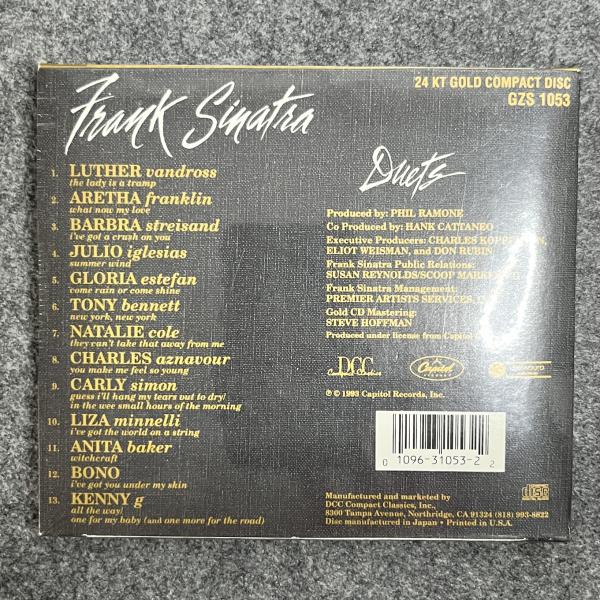 24 KT GOLD COMPACT DISC
GZS 1053
Frank Sinatra
Duets
1. LUTHER vandross
the lady is a tramp
2. ARETHA franklin
what now my love
3. BARBRA streisand
i've got a crush on you
4. JULIO iglesias
summer wind
5. GLORIA estefan
come rain or come shine
6. TONY bennett
new york, new york
7. NATALIE cole
they can't take that away from me
8. CHARLES aznavour
you make me feel so young
9. CARLY simon
guess i'll hang my tears out to dry/
in the wee small hours of the morning
10. LIZA minnelli
i've got the world on a string
11. ANITA baker
witchcraft
12. BONO
i've got you under my skin
13. KENNY g
all the way/
one for my baby (and one more for the road)
Produced by: PHIL RAMONE
Co Produced by: HANK CATTANEO
Executive Producers: CHARLES
ELIOT WEISMAN, and DON RUBIN
Frank Sinatra Public Relations:
SUSAN REYNOLDS/SCOOP
Frank Sinatra Management:
PREMIER ARTISTS SERVICES,
Gold CD Mastering:
STEVE HOFFMAN
Produced under license from Capitol
DCC
Compact Classics
Capitol
℗ © 1993 Capitol Records, Inc.
0 1096-31053-2 2
Manufactured and marketed by
DCC Compact Classics, Inc.
8300 Tampa Avenue, Northridge, CA 91324 (818) 993-8822
Disc manufactured in Japan • Printed in U.S.A.